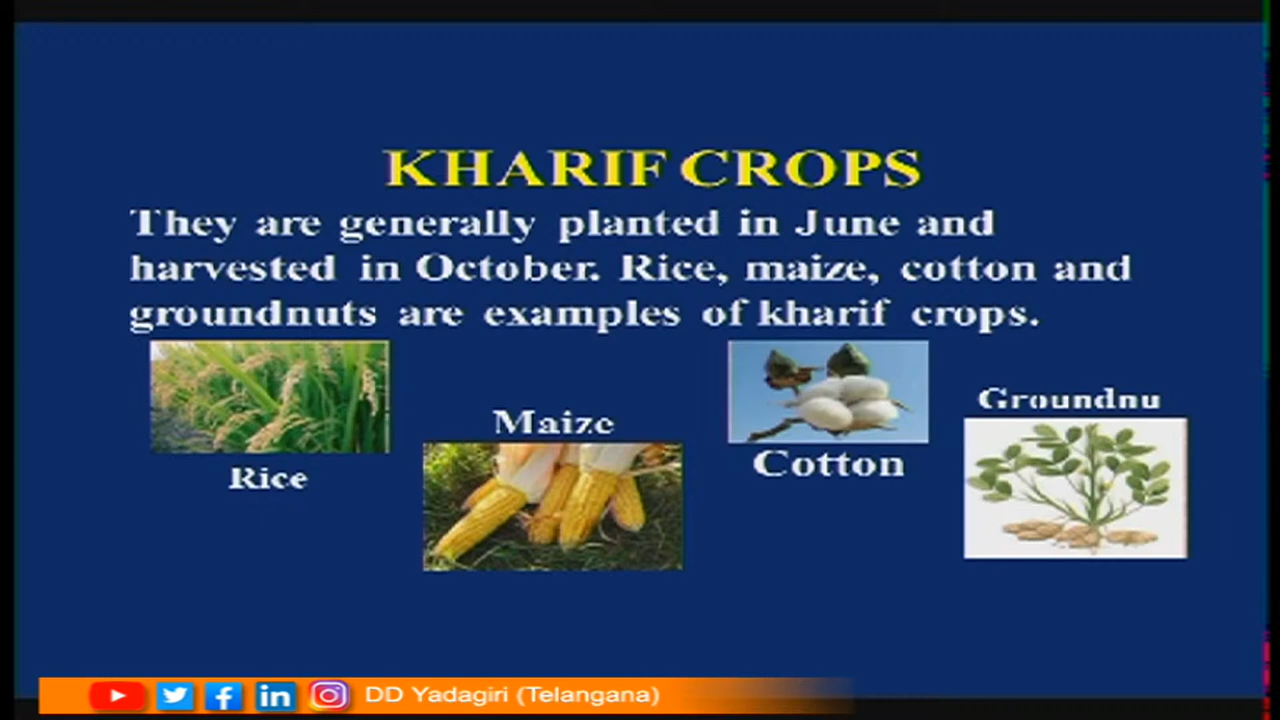 KHARIF CROPS
They are generally planted in June and
harvested in October. Rice, maize, cotton and
groundnuts are examples of kharif crops.
Rice
Maize
Cotton
Groundnu
DD Yadagiri (Telangana)